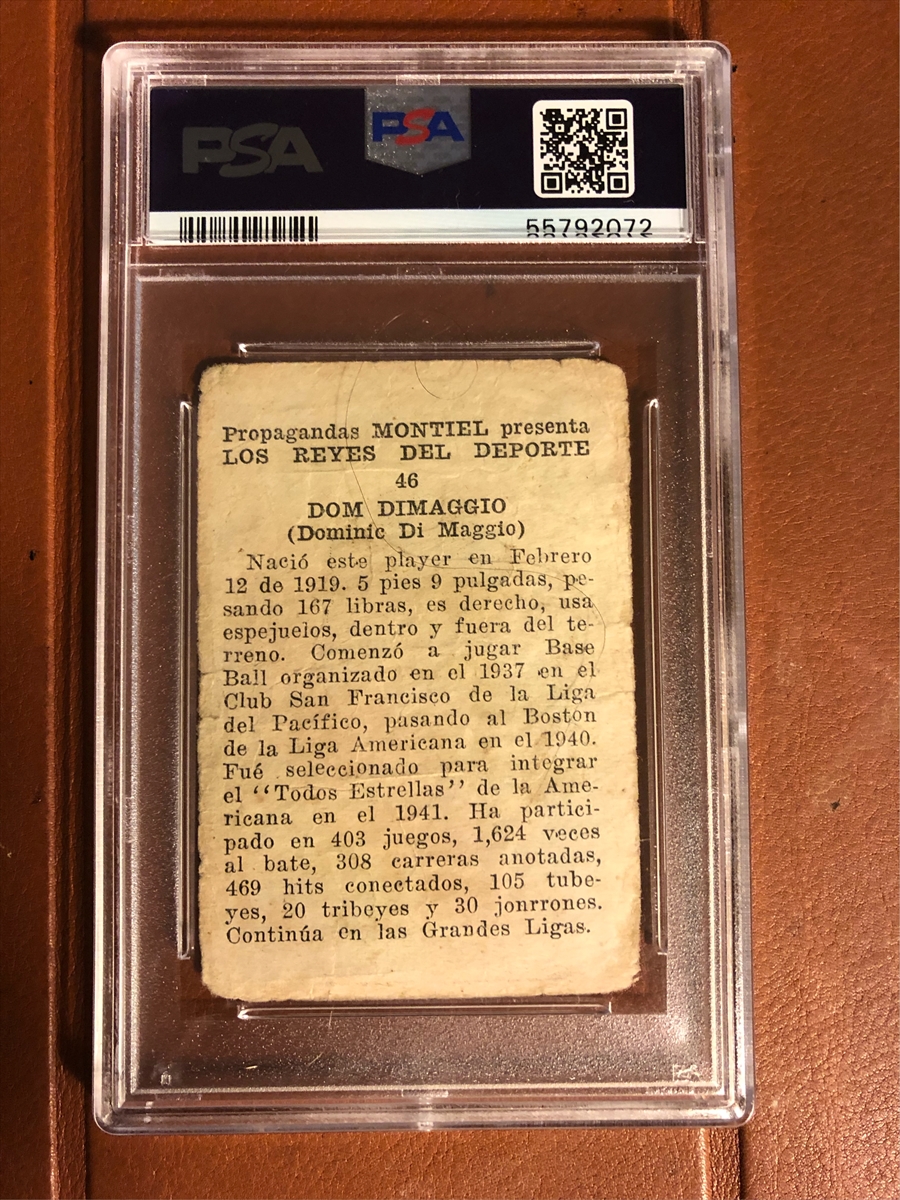 PSA
PSA
55792072
Propagandas MONTIEL presenta
LOS REYES DEL DEPORTE
46
DOM DIMAGGIO
(Dominic Di Maggio)
Nació este player en Febrero
12 de 1919. 5 pies 9 pulgadas, pe-
sando 167 libras, es derecho, usa
espejuelos, dentro y fuera del te-
rreno. Comenzó a jugar Base
Ball organizado en el 1937 en el
Club San Francisco de la Liga
del Pacífico, pasando al Boston
de la Liga Americana en el 1940.
Fué seleccionado para integrar
el "Todos Estrellas" de la Ame-
ricana en el 1941. Ha partici-
pado en 403 juegos, 1,624 veces
al bate, 308 carreras anotadas,
469 hits conectados, 105 tube-
yes, 20 tribeyes y 30 jonrrones.
Continúa en las Grandes Ligas.